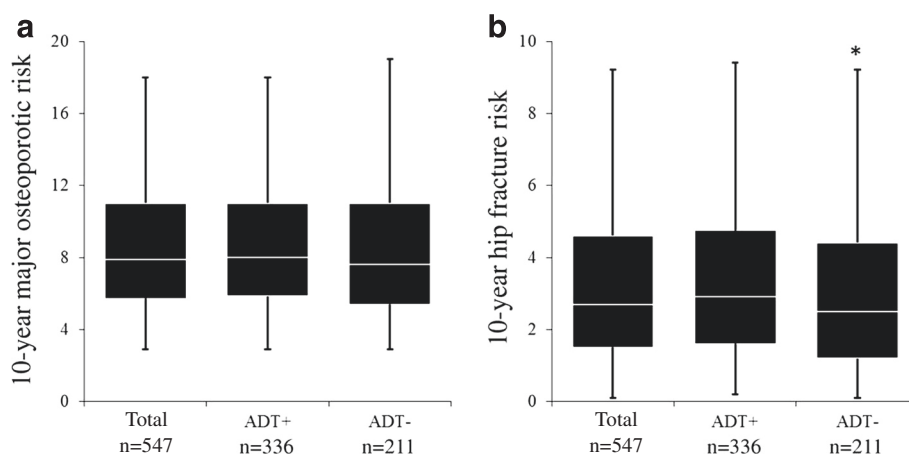 a
10-year major osteoporotic risk
20
16
12
8
4
0
Total
n=547
ADT+
n=336
ADT-
n=211
b
10-year hip fracture risk
10
8
6
4
2
0
*
Total
n=547
ADT+
n=336
ADT-
n=211